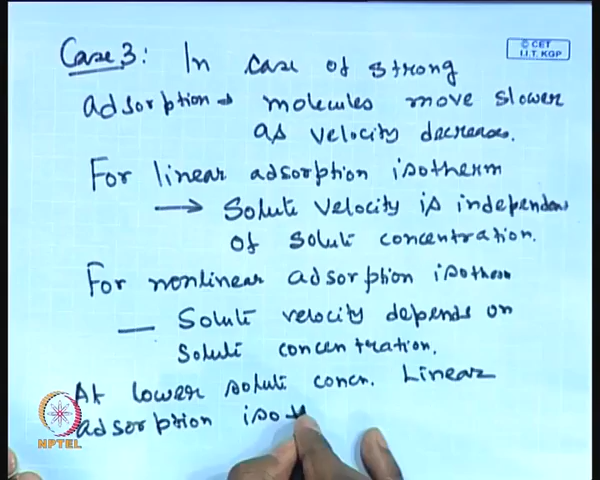 Case 3: In case of strong
© CET
I.I.T. KGP
adsorption → molecules move slower
as velocity decreases.
For linear adsorption isotherm
→ Solute velocity is independent
of solute concentration.
For nonlinear adsorption isotherm
— Solute velocity depends on
solute concentration.
At lower solute concn. Linear
adsorption isot
NPTEL